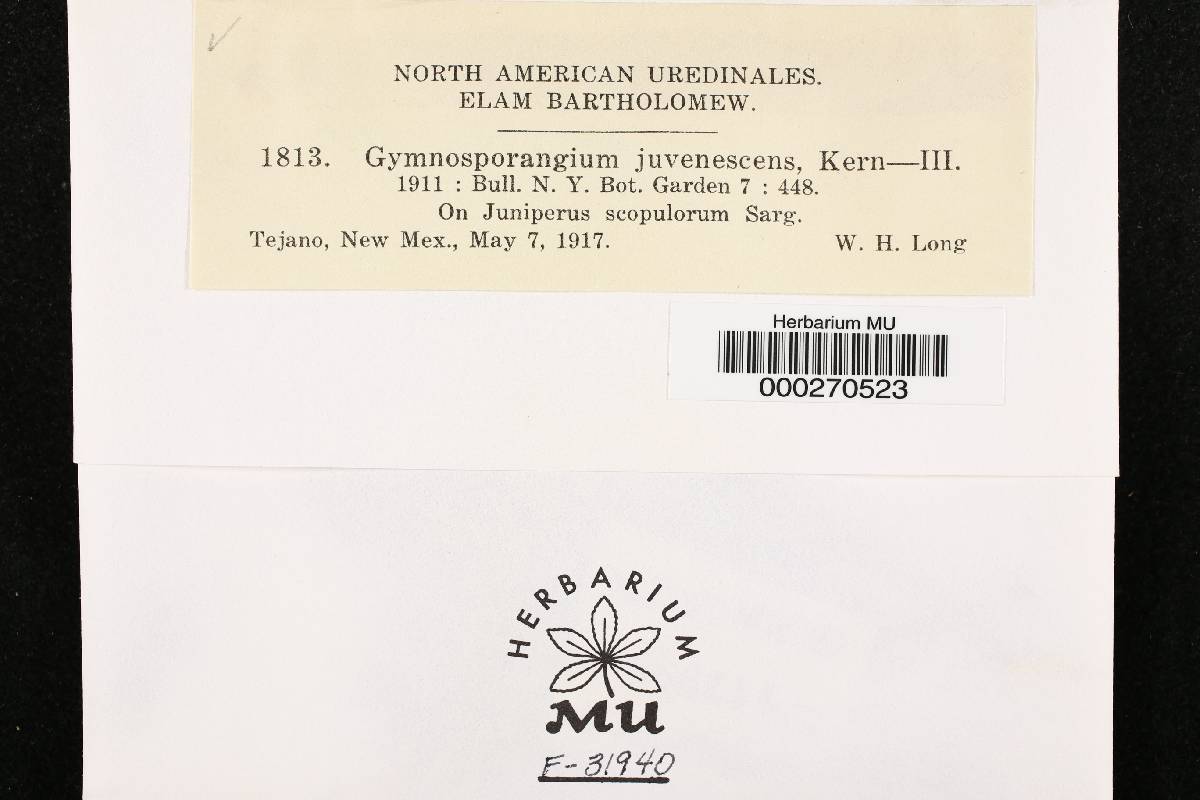 NORTH AMERICAN UREDINALES.
ELAM BARTHOLOMEW.
1813. Gymnosporangium juvenescens, Kern—III.
1911 : Bull. N. Y. Bot. Garden 7 : 448.
On Juniperus scopulorum Sarg.
Tejano, New Mex., May 7, 1917. W. H. Long
Herbarium MU
000270523
HERBARIUM
MU
F-31940